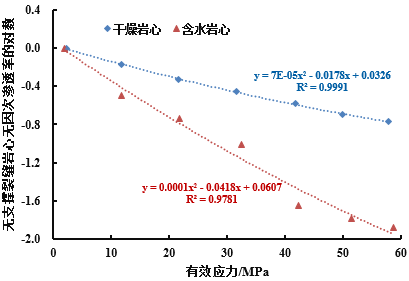 无支撑裂缝岩心无因次渗透率的对数
0.4
0.0
-0.4
-0.8
-1.2
-1.6
-2.0
干燥岩心
含水岩心
y = 7E-05x² - 0.0178x + 0.0326
R² = 0.9991
y = 0.0001x² - 0.0418x + 0.0607
R² = 0.9781
0
10
20
30
40
50
60
有效应力/MPa